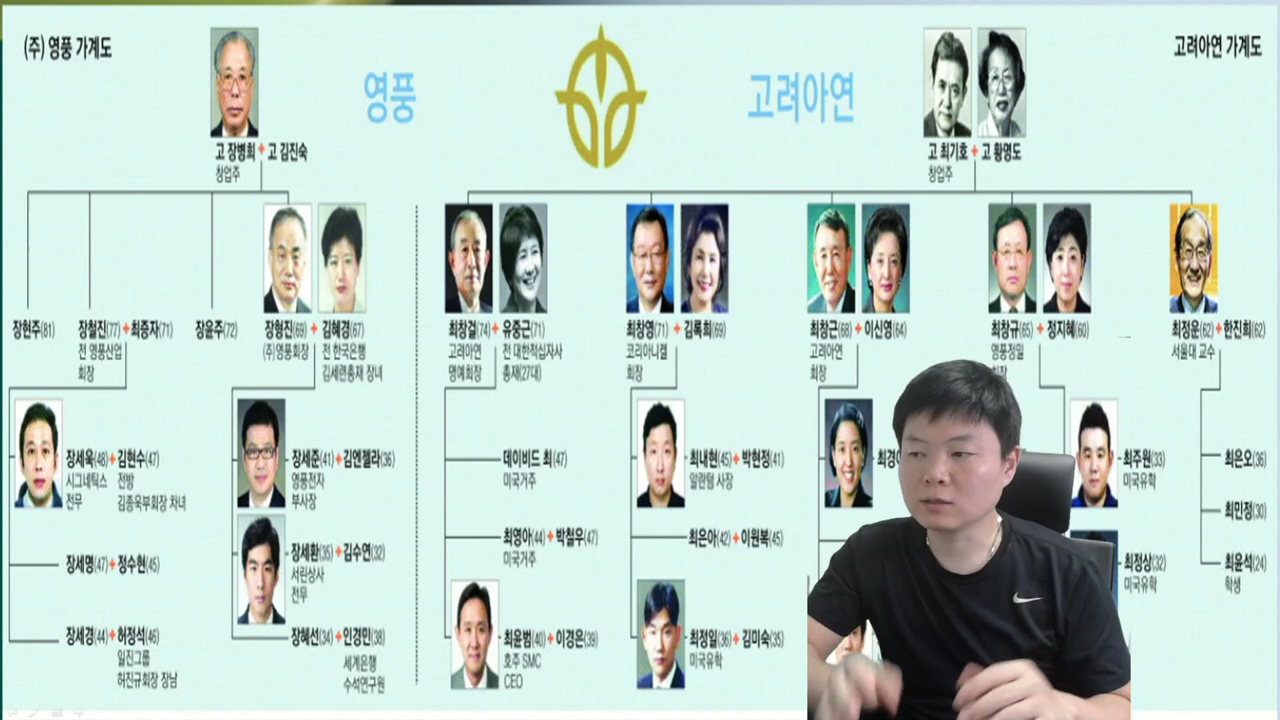 (주) 영풍 가계도
영풍
고려아연
고려아연 가계도
고 장병희 + 고 김진숙
창업주
고 최기호 + 고 황영도
창업주
장현주(81)
장철진(77) + 최증자(71)
전 영풍산업
회장
장윤주(72)
장형진(69) + 김혜경(67)
(주)영풍회장
전 한국은행
김세련총재 장녀
최창걸(74) + 유중근(71)
고려아연
명예회장
전 대한적십자사
총재(27대)
최창영(71) + 김록희(69)
코리아니켈
회장
최창근(68) + 이신영(64)
고려아연
회장
최창규(65) + 정지혜(60)
영풍정밀
회장
최정운(62) + 한진희(62)
서울대 교수
장세욱(48) + 김현수(47)
시그네틱스
전무
전방
김종욱부회장 차녀
장세명(47) + 정수현(45)
장세경(44) + 허정석(46)
일진그룹
허진규회장 장남
장세준(41) + 김엔젤라(36)
영풍전자
부사장
장세환(35) + 김수연(32)
서린상사
전무
장혜선(34) + 인경민(38)
세계은행
수석연구원
데이비드 최(47)
미국거주
최영아(44) + 박철우(47)
미국거주
최윤범(40) + 이경은(39)
호주 SMC
CEO
최내현(45) + 박현정(41)
알란텀 사장
최은아(42) + 이원복(45)
최정일(36) + 김미숙(35)
미국유학
최주원(33)
미국유학
최정상(32)
미국유학
최은오(36)
최민정(30)
최윤석(24)
학생